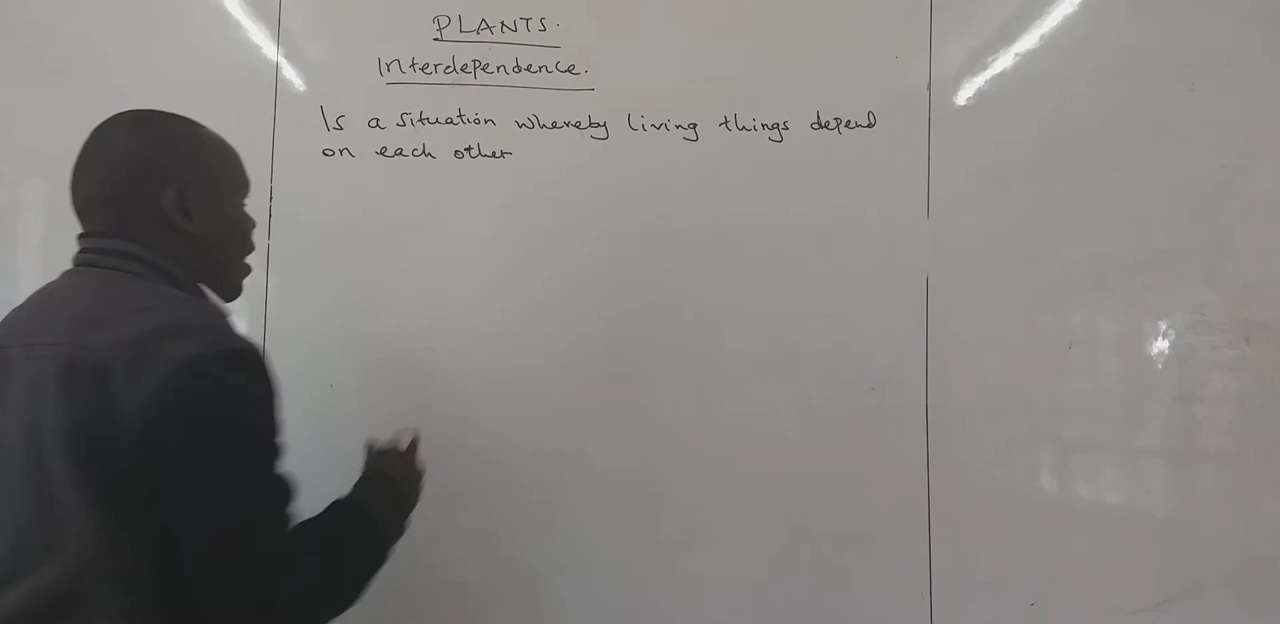 PLANTS.
Interdependence.
Is a situation whereby living things depend
on each other